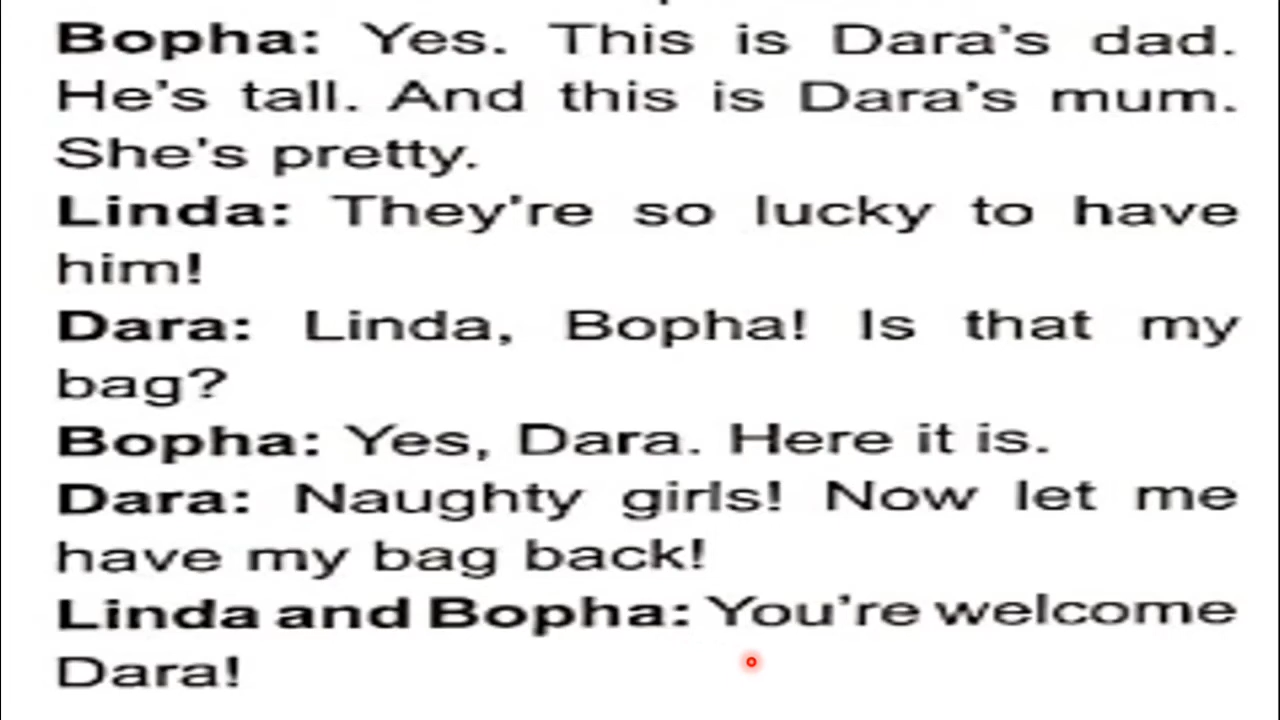 Bopha: Yes. This is Dara's dad.
He's tall. And this is Dara's mum.
She's pretty.
Linda: They're so lucky to have
him!
Dara: Linda, Bopha! Is that my
bag?
Bopha: Yes, Dara. Here it is.
Dara: Naughty girls! Now let me
have my bag back!
Linda and Bopha: You're welcome
Dara!